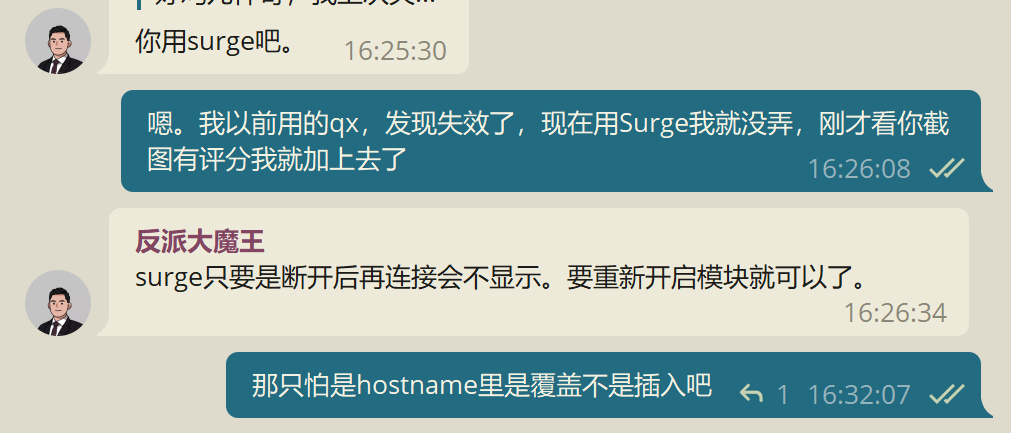 你用surge吧。
16:25:30
嗯。我以前用的qx，发现失效了，现在用Surge我就没弄，刚才看你截
图有评分我就加上去了
16:26:08
反派大魔王
surge只要是断开后再连接会不显示。要重新开启模块就可以了。
16:26:34
那只怕是hostname里是覆盖不是插入吧
1 16:32:07